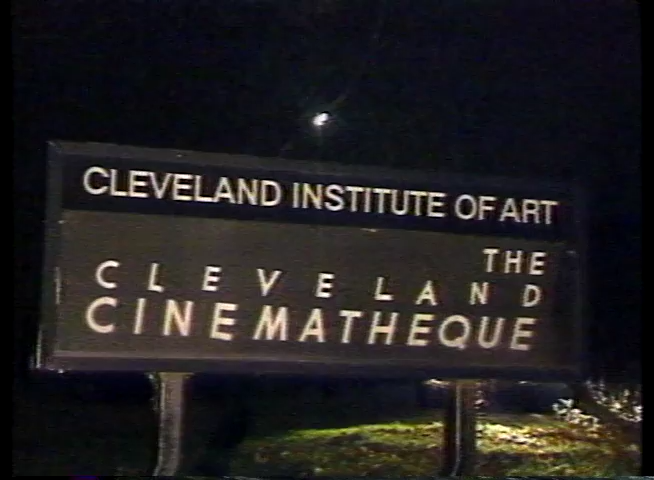 CLEVELAND INSTITUTE OF ART
THE
CLEVELAND
CINEMATHEQUE